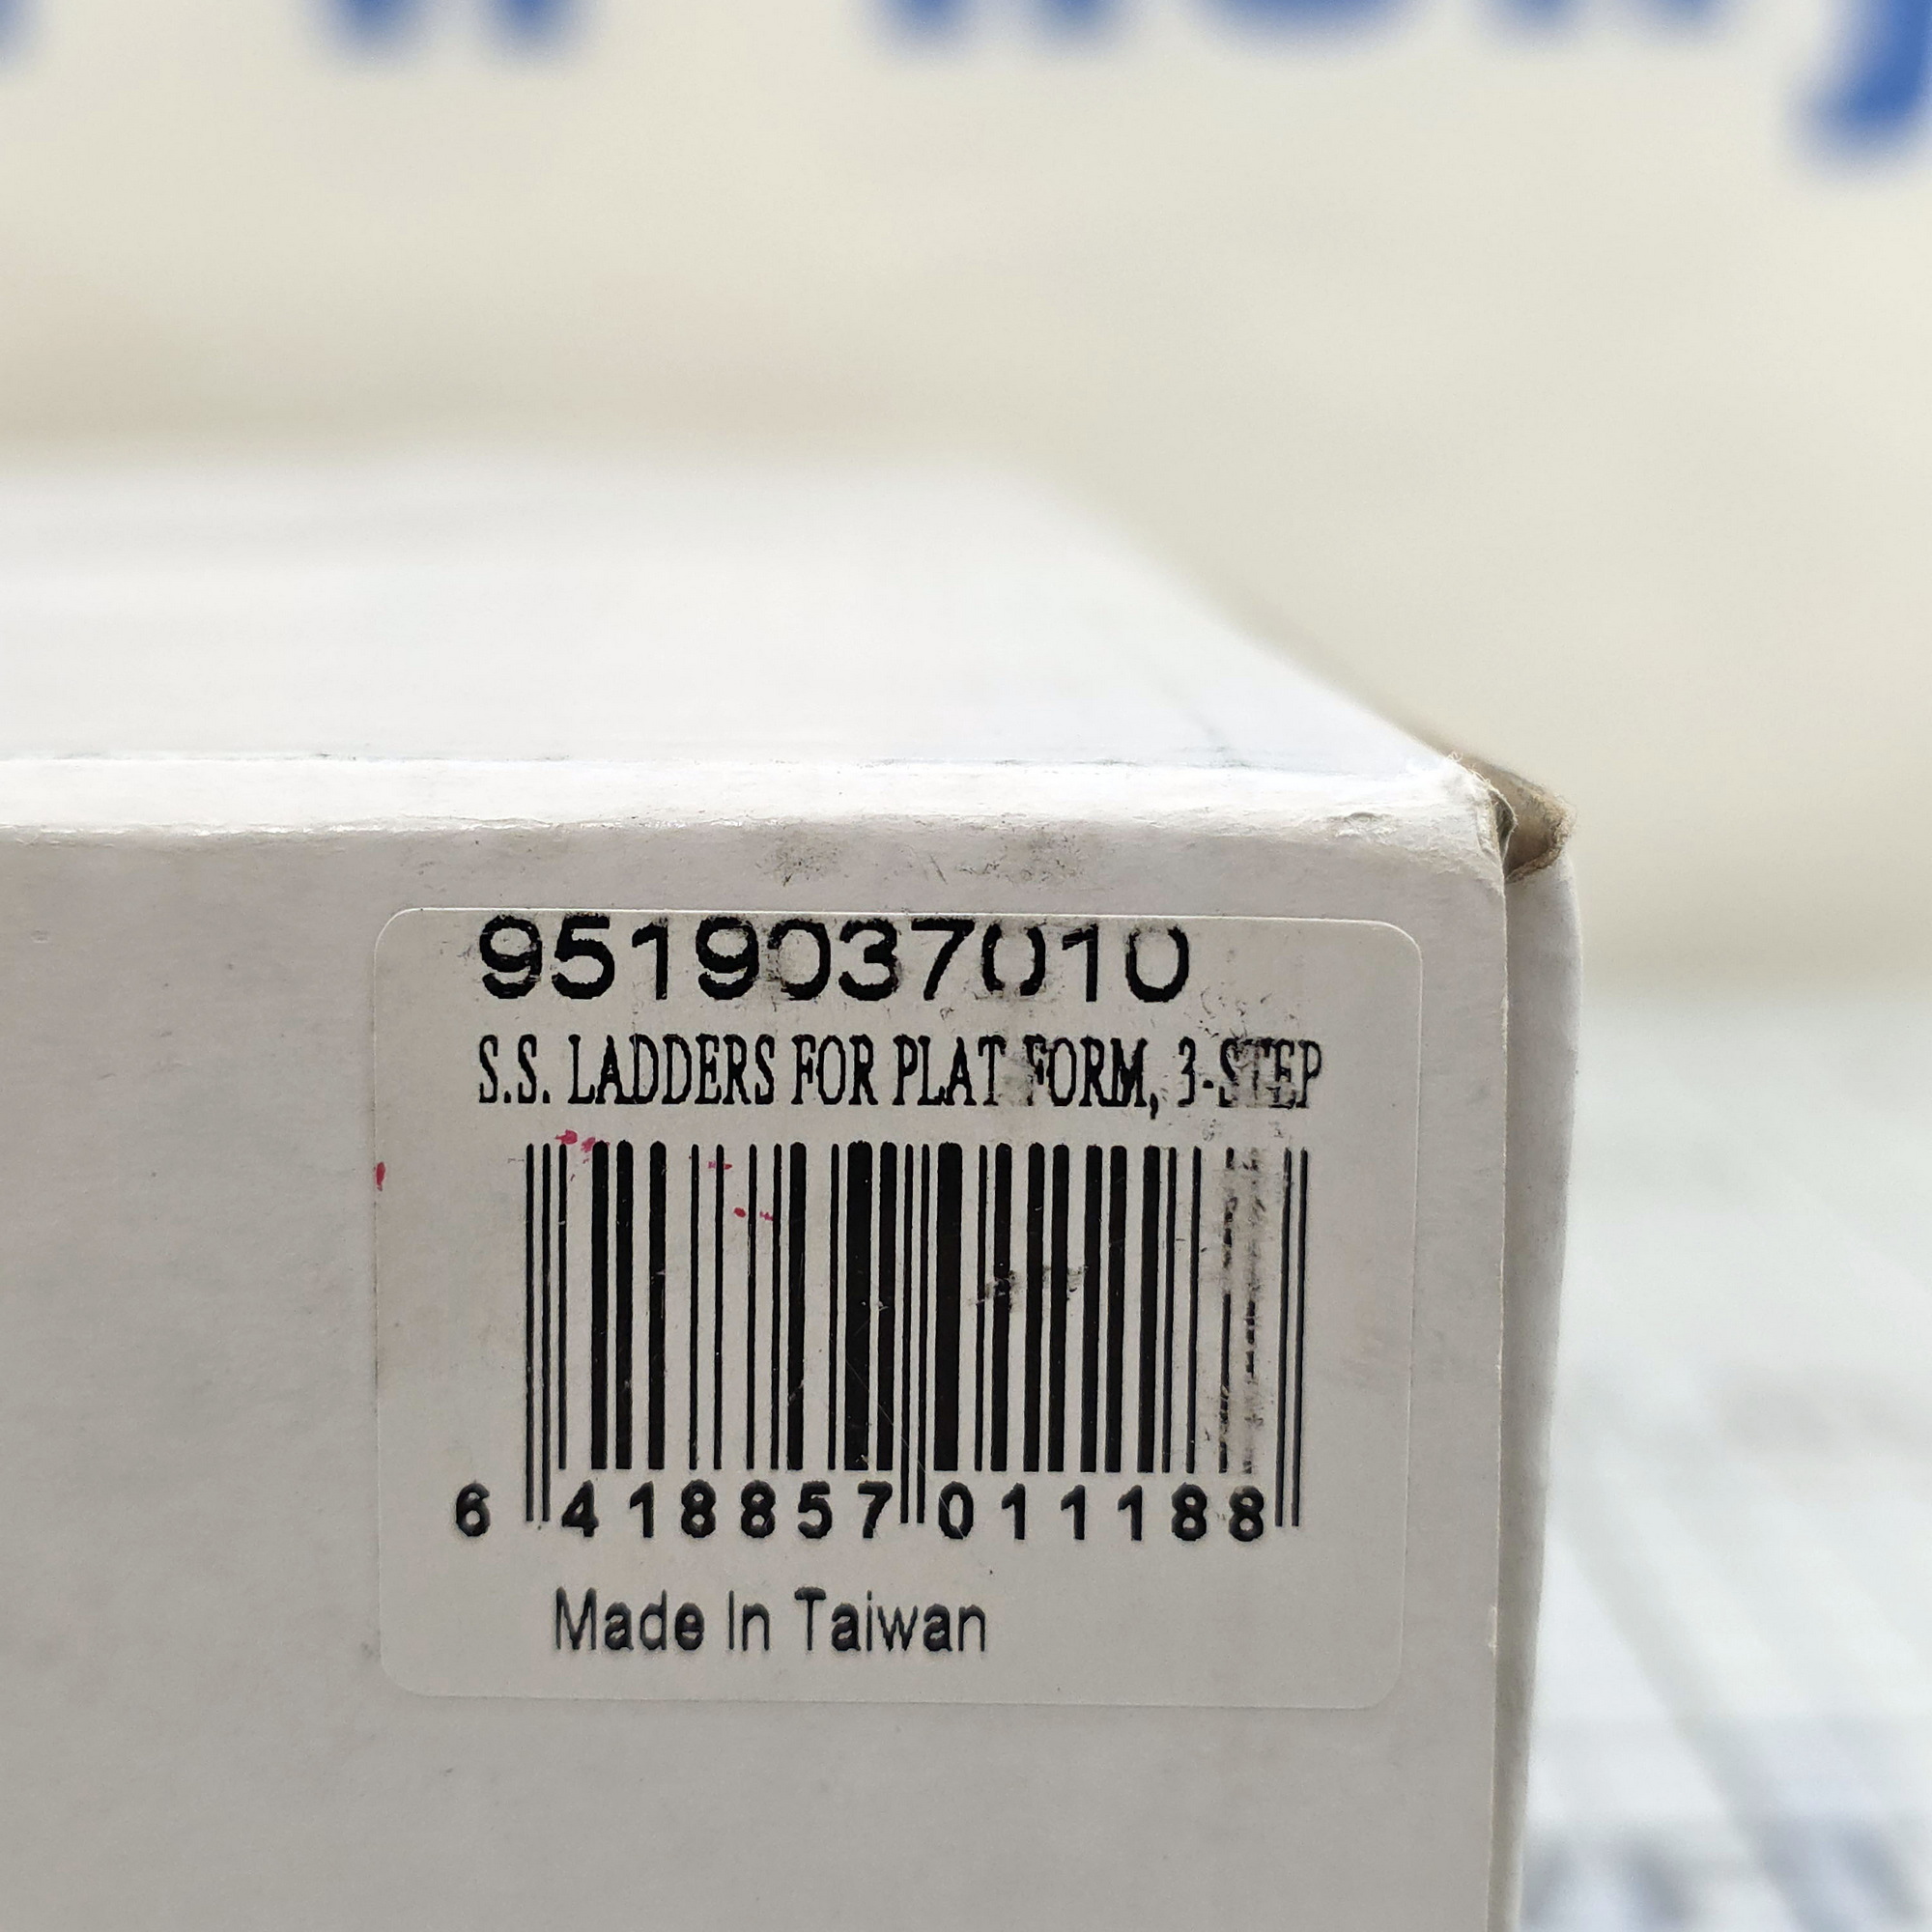 9519037010
S.S. LADDERS FOR PLAT FORM, 3-STEP
6 418857 011188
Made In Taiwan